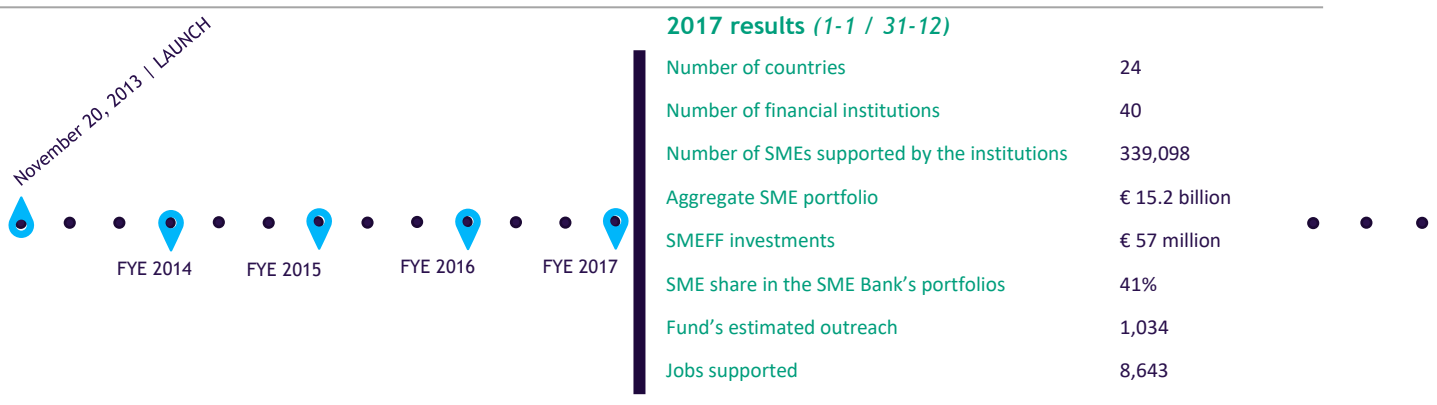 November 20, 2013 | LAUNCH
FYE 2014
FYE 2015
FYE 2016
FYE 2017
2017 results (1-1 / 31-12)
Number of countries 24
Number of financial institutions 40
Number of SMEs supported by the institutions 339,098
Aggregate SME portfolio € 15.2 billion
SMEFF investments € 57 million
SME share in the SME Bank's portfolios 41%
Fund's estimated outreach 1,034
Jobs supported 8,643